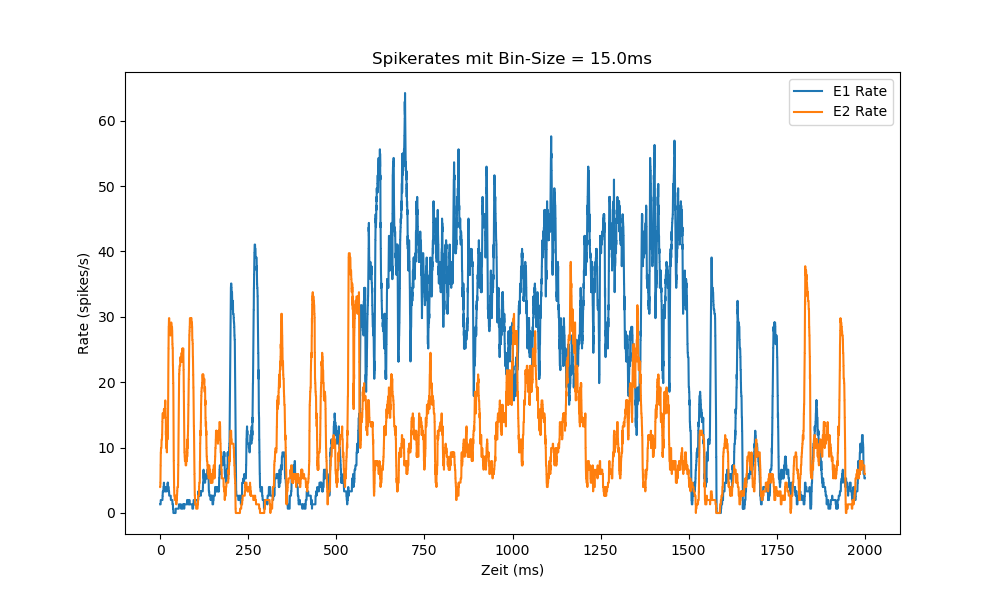 Spikerates mit Bin-Size = 15.0ms
E1 Rate
E2 Rate
60
50
40
30
20
10
0
Rate (spikes/s)
0 250 500 750 1000 1250 1500 1750 2000
Zeit (ms)